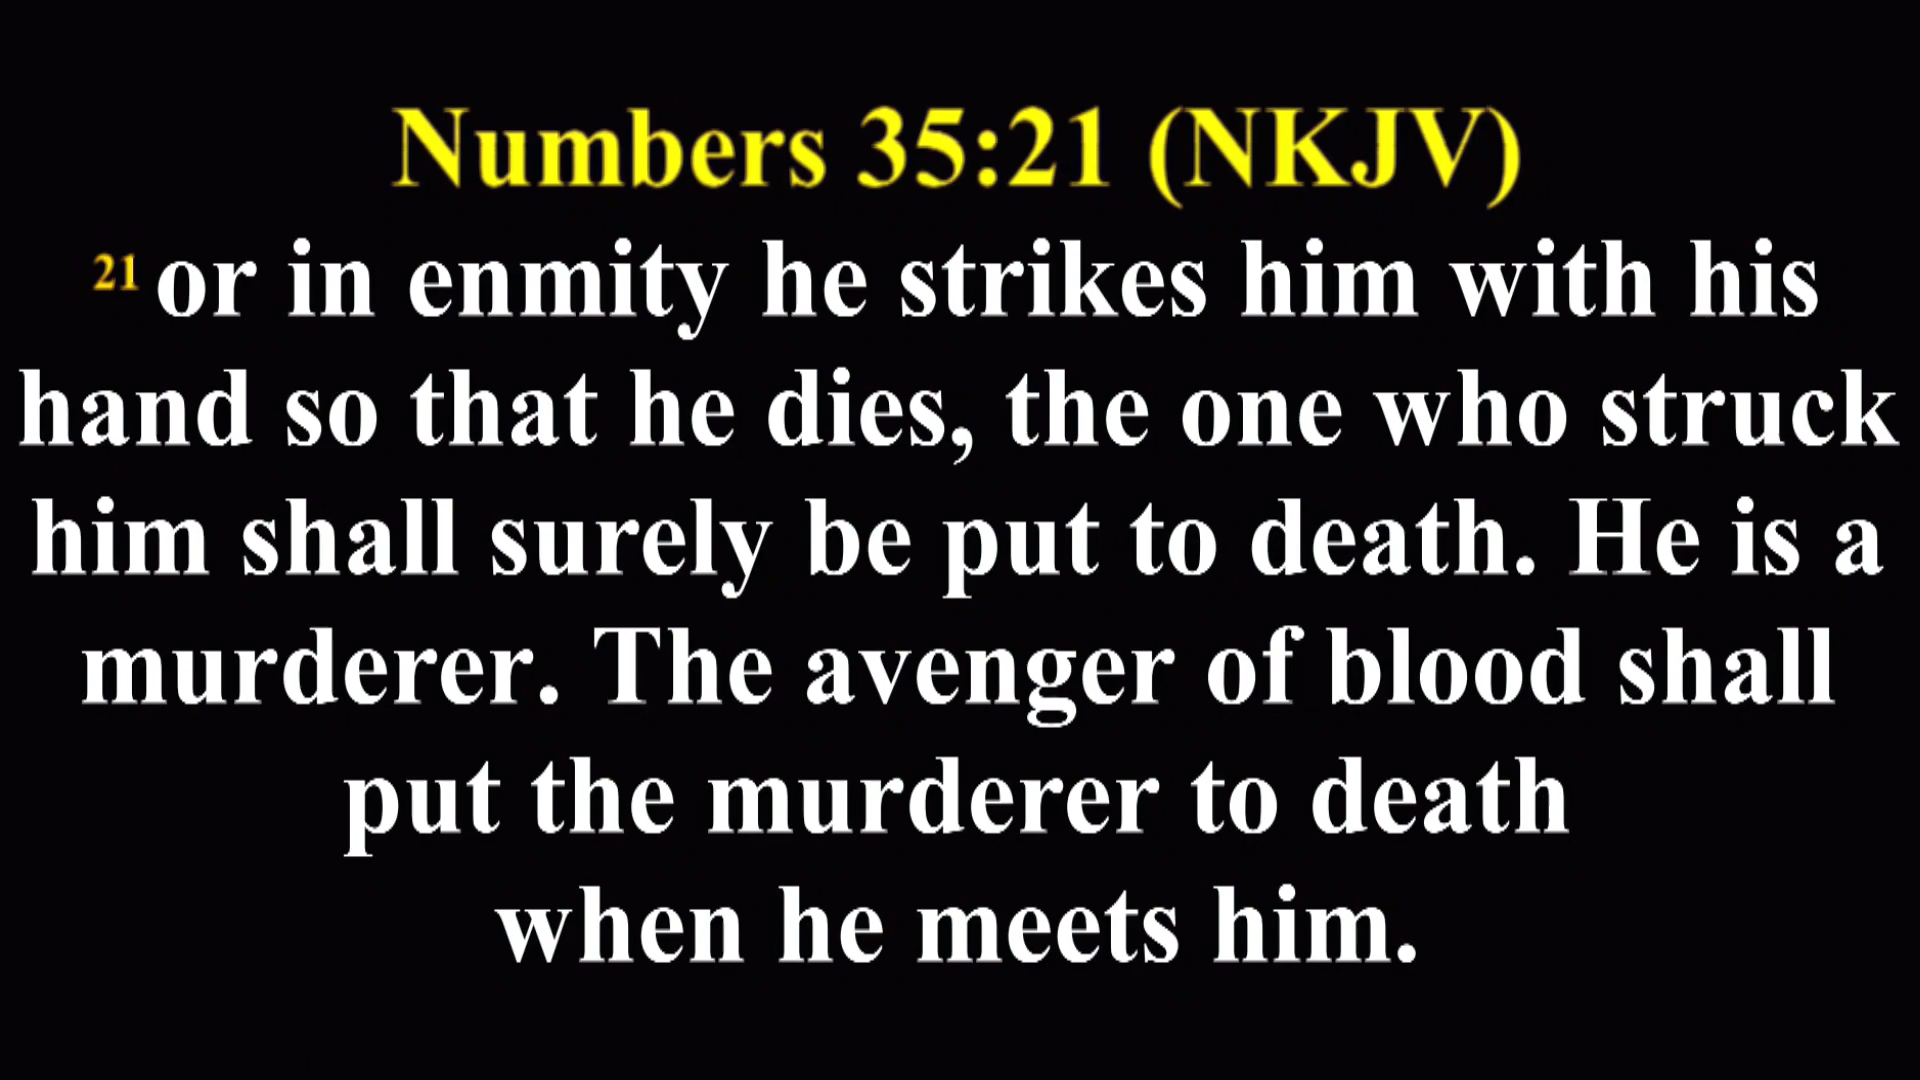 Numbers 35:21 (NKJV)
21 or in enmity he strikes him with his
hand so that he dies, the one who struck
him shall surely be put to death. He is a
murderer. The avenger of blood shall
put the murderer to death
when he meets him.